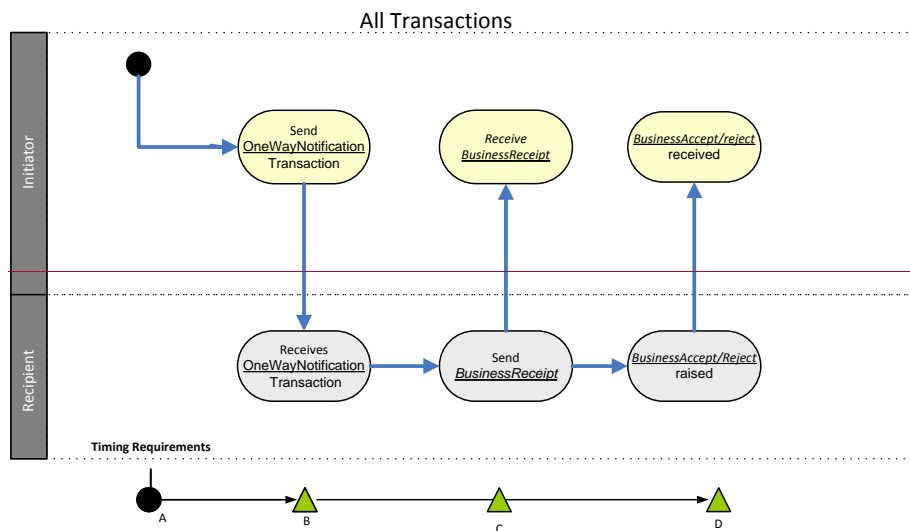 All Transactions
Initiator
Send
OneWayNotification
Transaction
Receive
BusinessReceipt
BusinessAccept/reject
received
Recipient
Receives
OneWayNotification
Transaction
Send
BusinessReceipt
BusinessAccept/Reject
raised
Timing Requirements
A
B
C
D